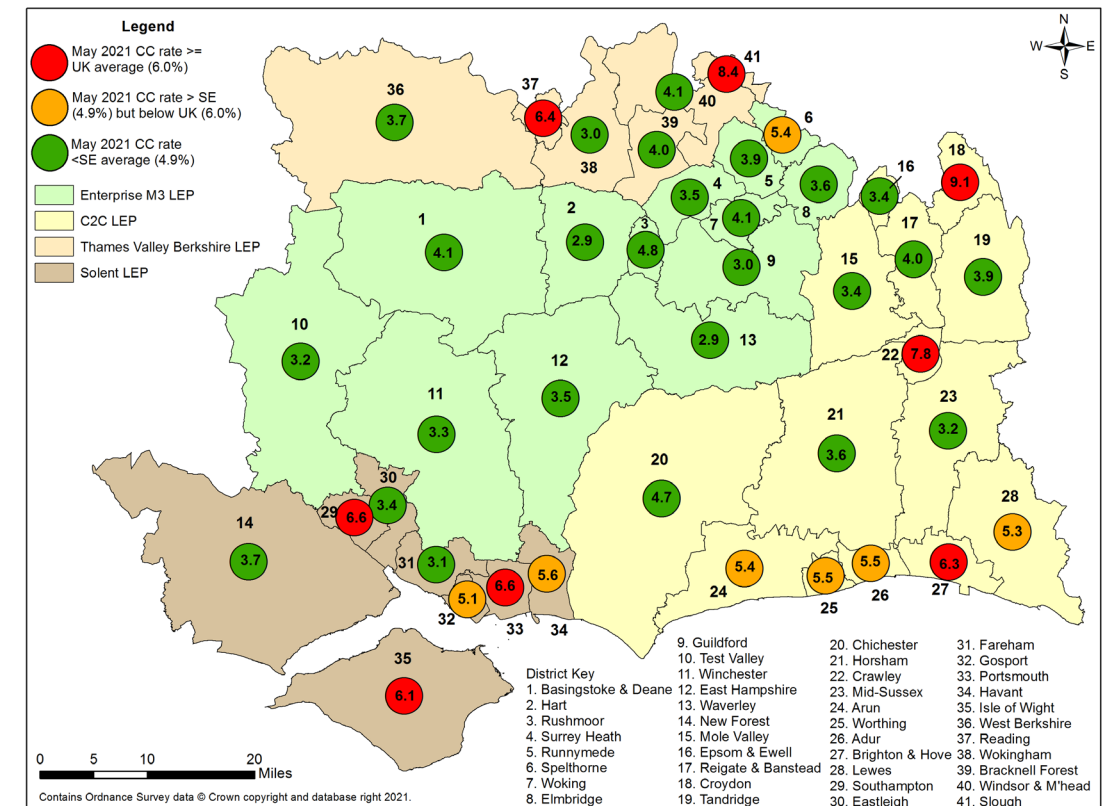 Legend
May 2021 CC rate >=
UK average (6.0%)
May 2021 CC rate > SE
(4.9%) but below UK (6.0%)
May 2021 CC rate
<SE average (4.9%)
Enterprise M3 LEP
C2C LEP
Thames Valley Berkshire LEP
Solent LEP
N
W E
S
36
3.7
37
6.4
3.0
38
41
8.4
4.1
40
39
4.0
6
5.4
3.9
5
4
3.5
3.6
8
7
4.1
16
3.4
18
9.1
17
4.0
19
3.9
1
4.1
2
2.9
3
4.8
3.0
9
15
3.4
10
3.2
2.9
13
22
7.8
12
3.5
11
3.3
23
3.2
21
3.6
20
4.7
30
3.4
29
6.6
14
3.7
28
5.3
31
3.1
5.1
32
6.6
33
5.6
34
5.4
24
5.5
25
5.5
26
6.3
27
35
6.1
District Key
1. Basingstoke & Deane
2. Hart
3. Rushmoor
4. Surrey Heath
5. Runnymede
6. Spelthorne
7. Woking
8. Elmbridge
9. Guildford
10. Test Valley
11. Winchester
12. East Hampshire
13. Waverley
14. New Forest
15. Mole Valley
16. Epsom & Ewell
17. Reigate & Banstead
18. Croydon
19. Tandridge
20. Chichester
21. Horsham
22. Crawley
23. Mid-Sussex
24. Arun
25. Worthing
26. Adur
27. Brighton & Hove
28. Lewes
29. Southampton
30. Eastleigh
31. Fareham
32. Gosport
33. Portsmouth
34. Havant
35. Isle of Wight
36. West Berkshire
37. Reading
38. Wokingham
39. Bracknell Forest
40. Windsor & M'head
41. Slough
0 5 10 20
Miles
Contains Ordnance Survey data © Crown copyright and database right 2021.